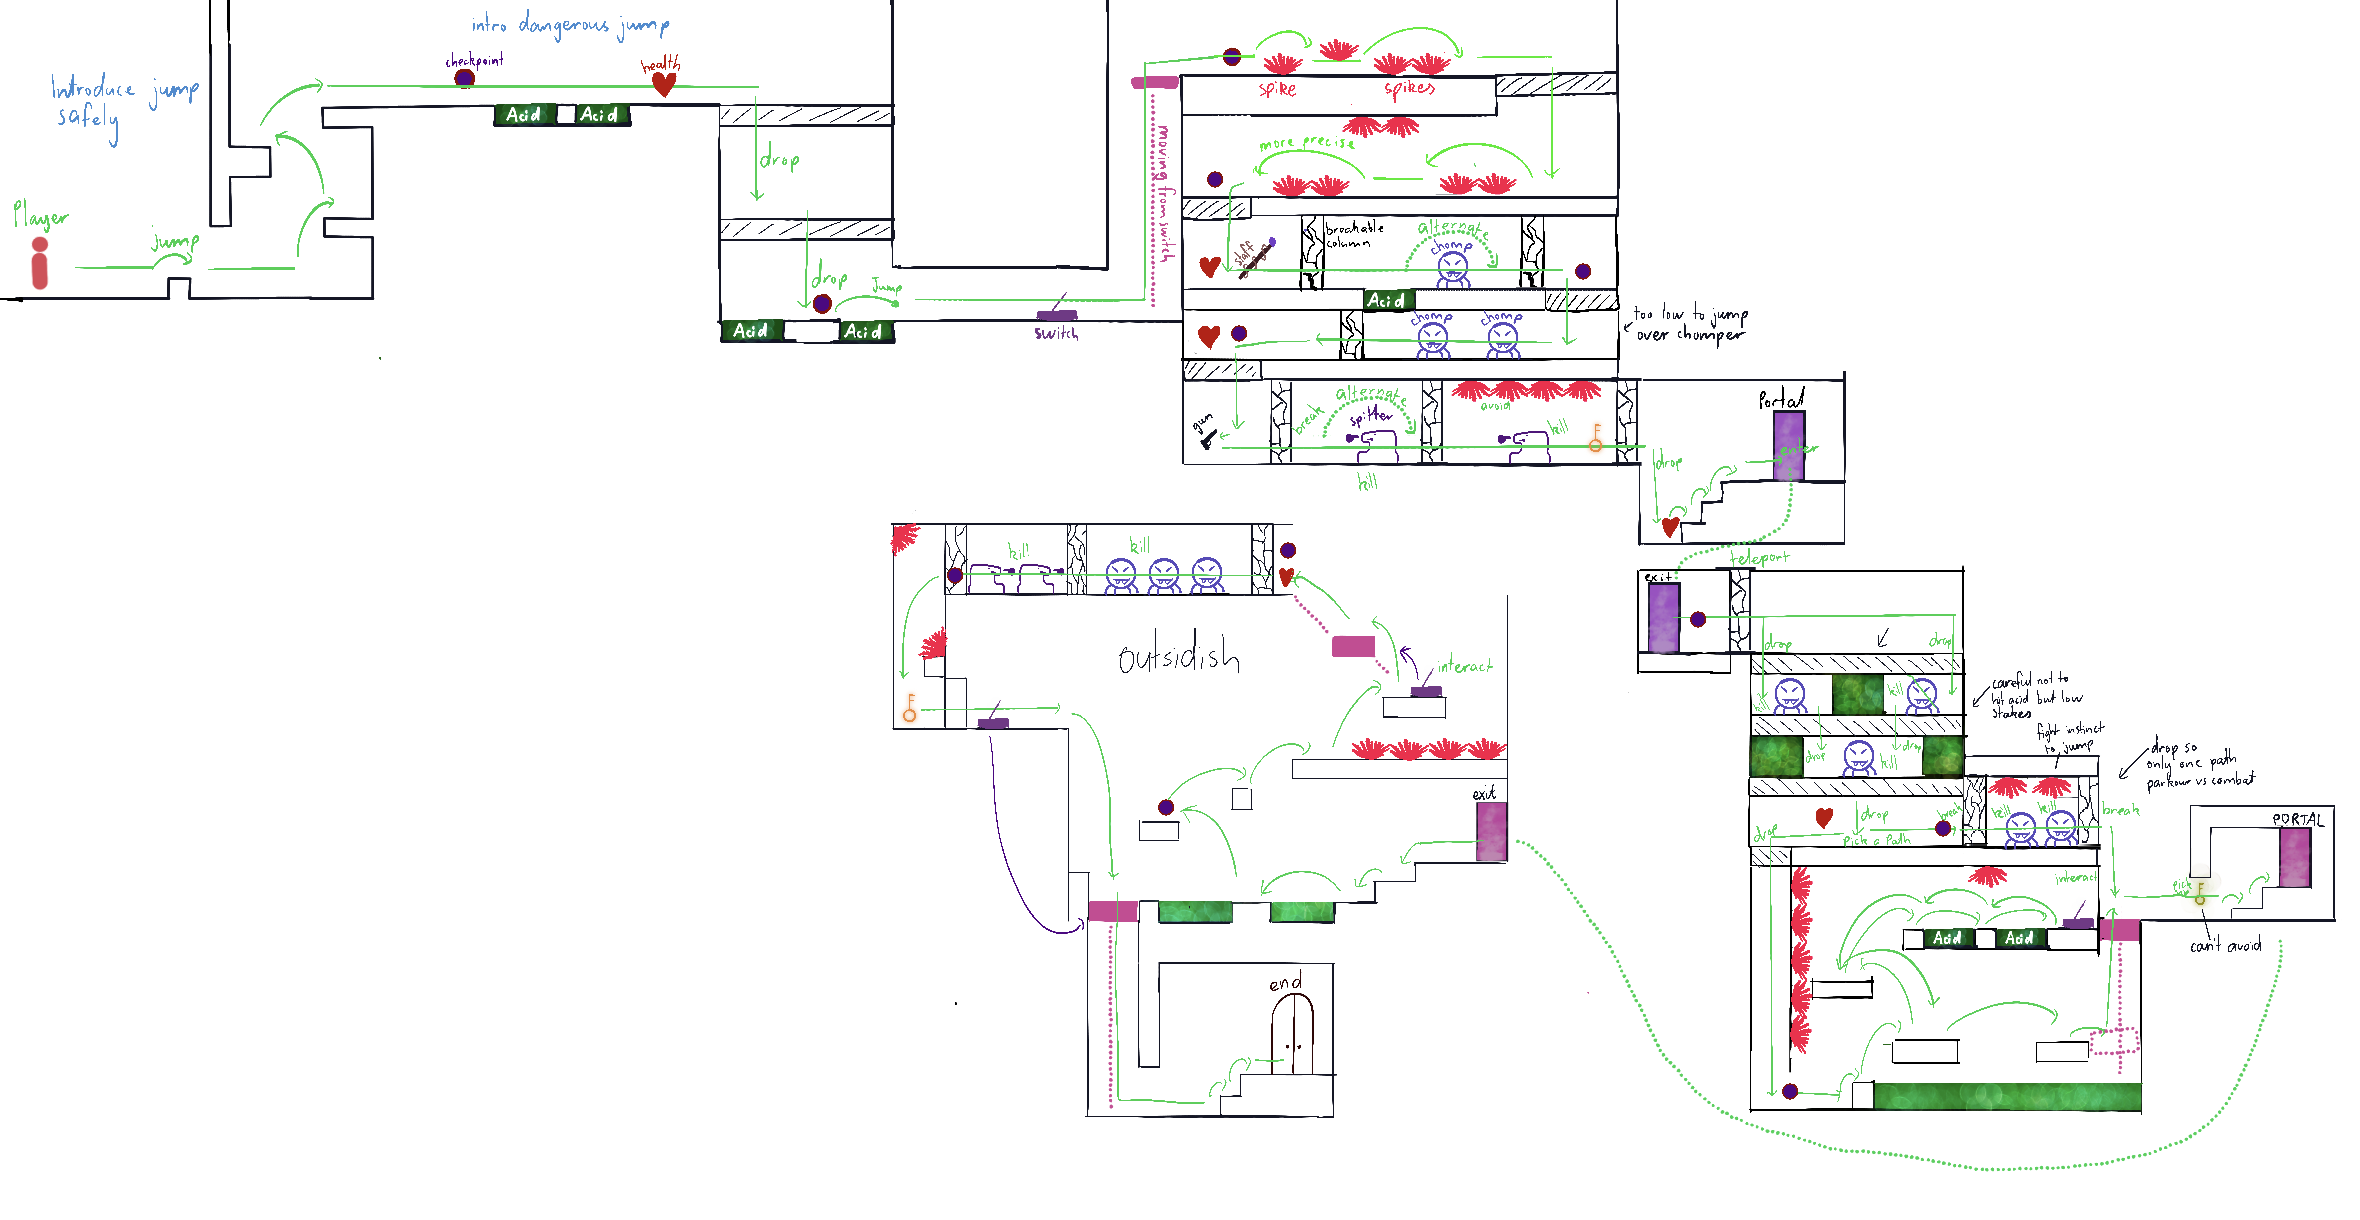 intro dangerous jump
checkpoint
health
Introduce jump
safely
Acid
Acid
Player
jump
drop
drop
Jump
Acid
Acid
switch
moving from switch
spike
spikes
more precise
staff
breakable
column
alternate
chomp
Acid
chomp
chomp
too low to jump
over chomper
gun
break
alternate
spitter
kill
avoid
kill
drop
Portal
enter
teleport
exit
drop
drop
kill
kill
careful not to
hit acid but low
stakes
drop
drop
kill
fight instinct
to jump
drop so
only one path
parkour vs combat
drop
drop
Pick a Path
break
kill
kill
break
interact
Acid
Acid
pick
PORTAL
can't avoid
kill
kill
outsidish
interact
exit
end